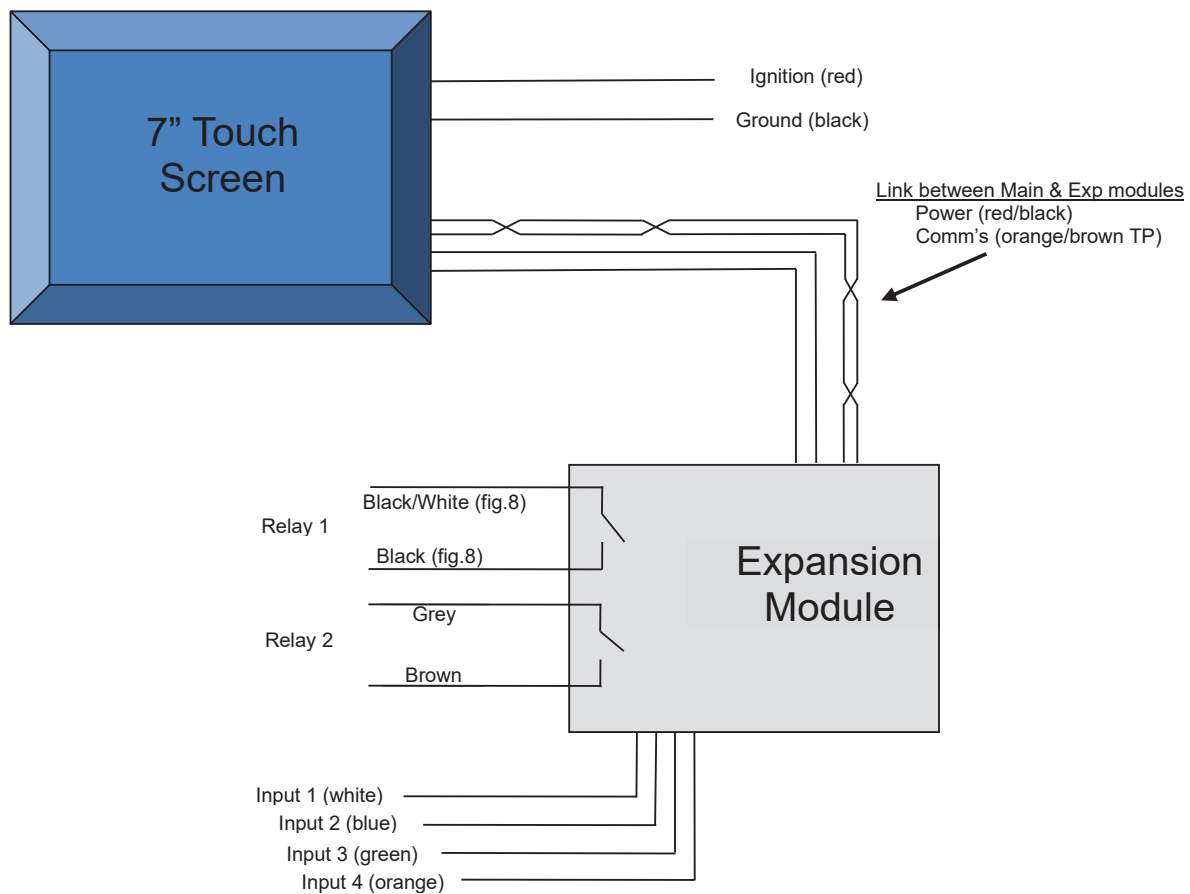 7” Touch
Screen
Ignition (red)
Ground (black)
Link between Main & Exp modules
Power (red/black)
Comm’s (orange/brown TP)
Relay 1
Black/White (fig.8)
Black (fig.8)
Relay 2
Grey
Brown
Expansion
Module
Input 1 (white)
Input 2 (blue)
Input 3 (green)
Input 4 (orange)